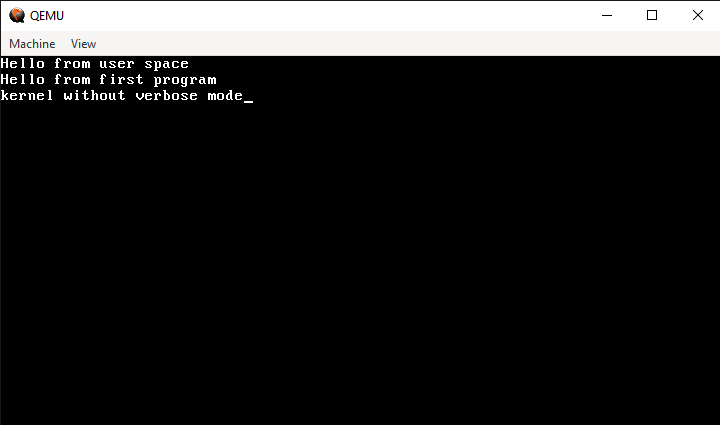 QEMU
Machine View
Hello from user space
Hello from first program
kernel without verbose mode_